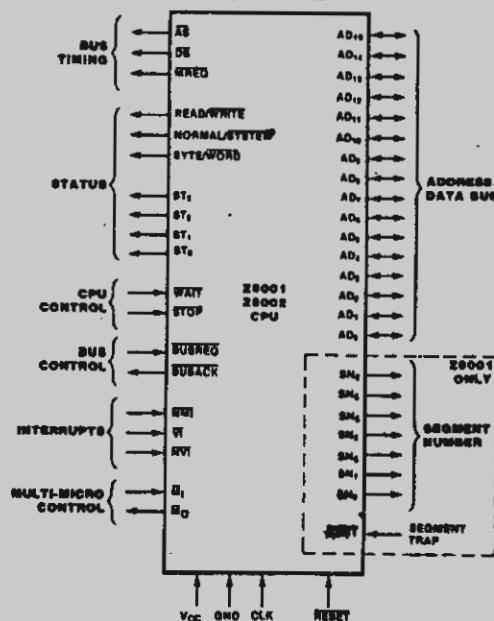 BUS
TIMING
AS
DS
MREQ
STATUS
READ/WRITE
NORMAL/SYSTEM
BYTE/WORD
ST3
ST2
ST1
ST0
CPU
CONTROL
WAIT
STOP
BUS
CONTROL
BUSREQ
BUSACK
INTERRUPTS
NMI
VI
NVI
MULTI-MICRO
CONTROL
MI
MO
Z8001
Z8002
CPU
AD15
AD14
AD13
AD12
AD11
AD10
AD9
AD8
AD7
AD6
AD5
AD4
AD3
AD2
AD1
AD0
ADDRESS/
DATA BUS
Z8001
ONLY
SN6
SN5
SN1
SN0
SEGMENT
NUMBER
SEGMENT
TRAP
VCC GND CLK RESET